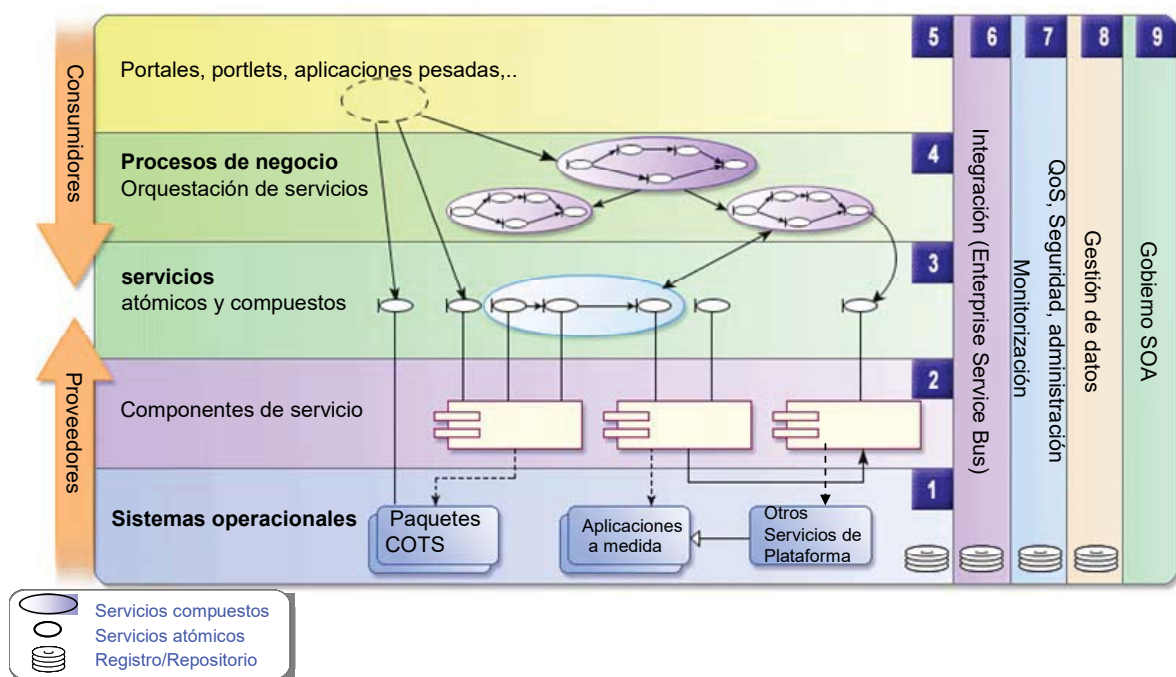 5
6
7
8
9
Portales, portlets, aplicaciones pesadas,..
Consumidores
Procesos de negocio
Orquestación de servicios
4
servicios
atómicos y compuestos
3
Proveedores
Componentes de servicio
2
Sistemas operacionales
1
Paquetes
COTS
Aplicaciones
a medida
Otros
Servicios de
Plataforma
Integración (Enterprise Service Bus)
QoS, Seguridad, administración
Monitorización
Gestión de datos
Gobierno SOA
Servicios compuestos
Servicios atómicos
Registro/Repositorio